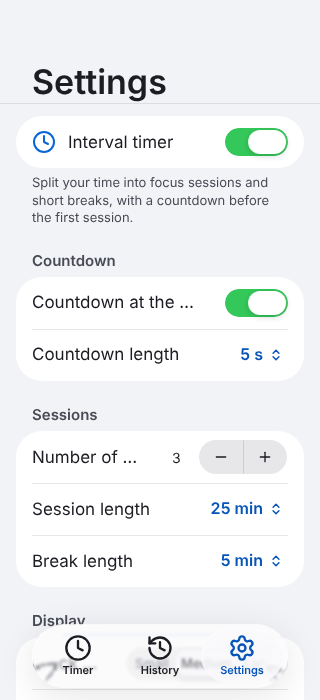 Settings
Interval timer
Split your time into focus sessions and
short breaks, with a countdown before
the first session.
Countdown
Countdown at the ...
Countdown length 5 s
Sessions
Number of ... 3 − +
Session length 25 min
Break length 5 min
Display
Timer History Settings